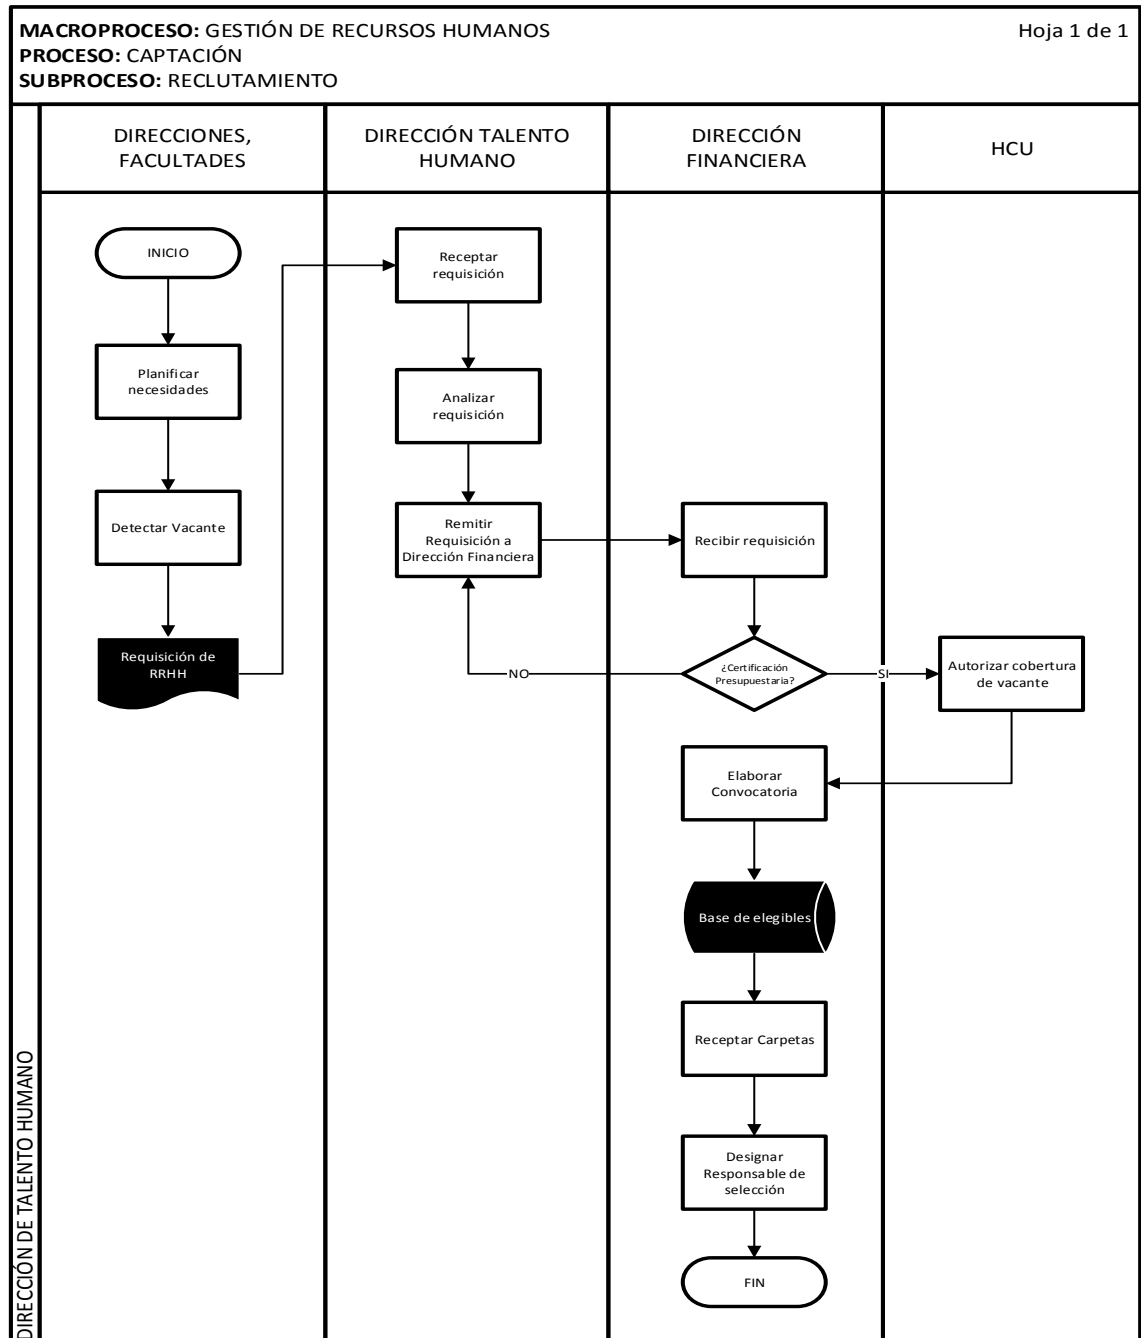 MACROPROCESO: GESTIÓN DE RECURSOS HUMANOS
Hoja 1 de 1
PROCESO: CAPTACIÓN
SUBPROCESO: RECLUTAMIENTO
DIRECCIONES,
FACULTADES
DIRECCIÓN TALENTO
HUMANO
DIRECCIÓN
FINANCIERA
HCU
INICIO
Planificar
necesidades
Detectar Vacante
Requisición de
RRHH
Receptar
requisición
Analizar
requisición
Remitir
Requisición a
Dirección Financiera
Recibir requisición
¿Certificación
Presupuestaria?
NO
SI
Autorizar cobertura
de vacante
Elaborar
Convocatoria
Base de elegibles
Receptar Carpetas
Designar
Responsable de
selección
FIN
DIRECCIÓN DE TALENTO HUMANO